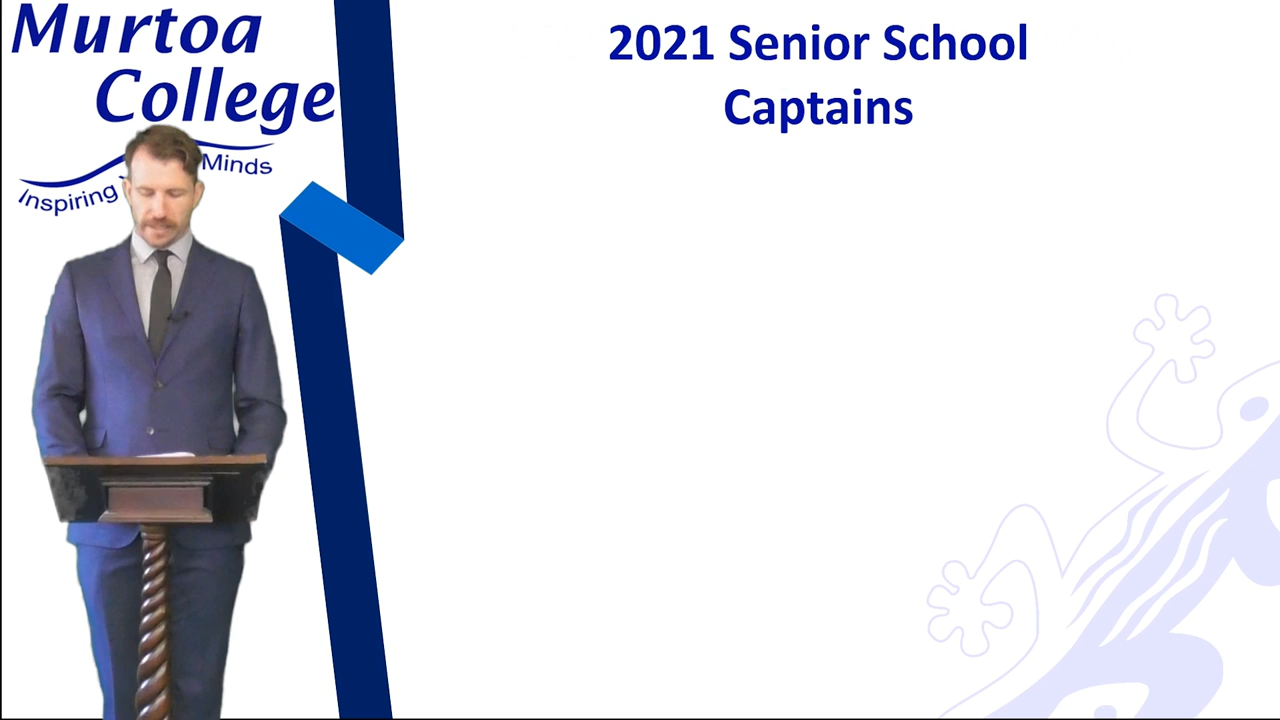 Murtoa
College
Inspiring Minds
2021 Senior School
Captains